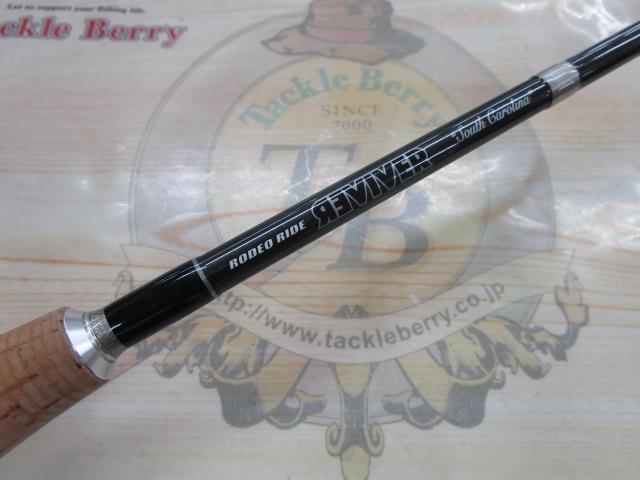 Let us support your fishing life.
Tackle Berry
Tackle Berry
SINCE
2000
TB
RODEO RIDE REVIVER "South Carolina"
http://www.tackleberry.co.jp